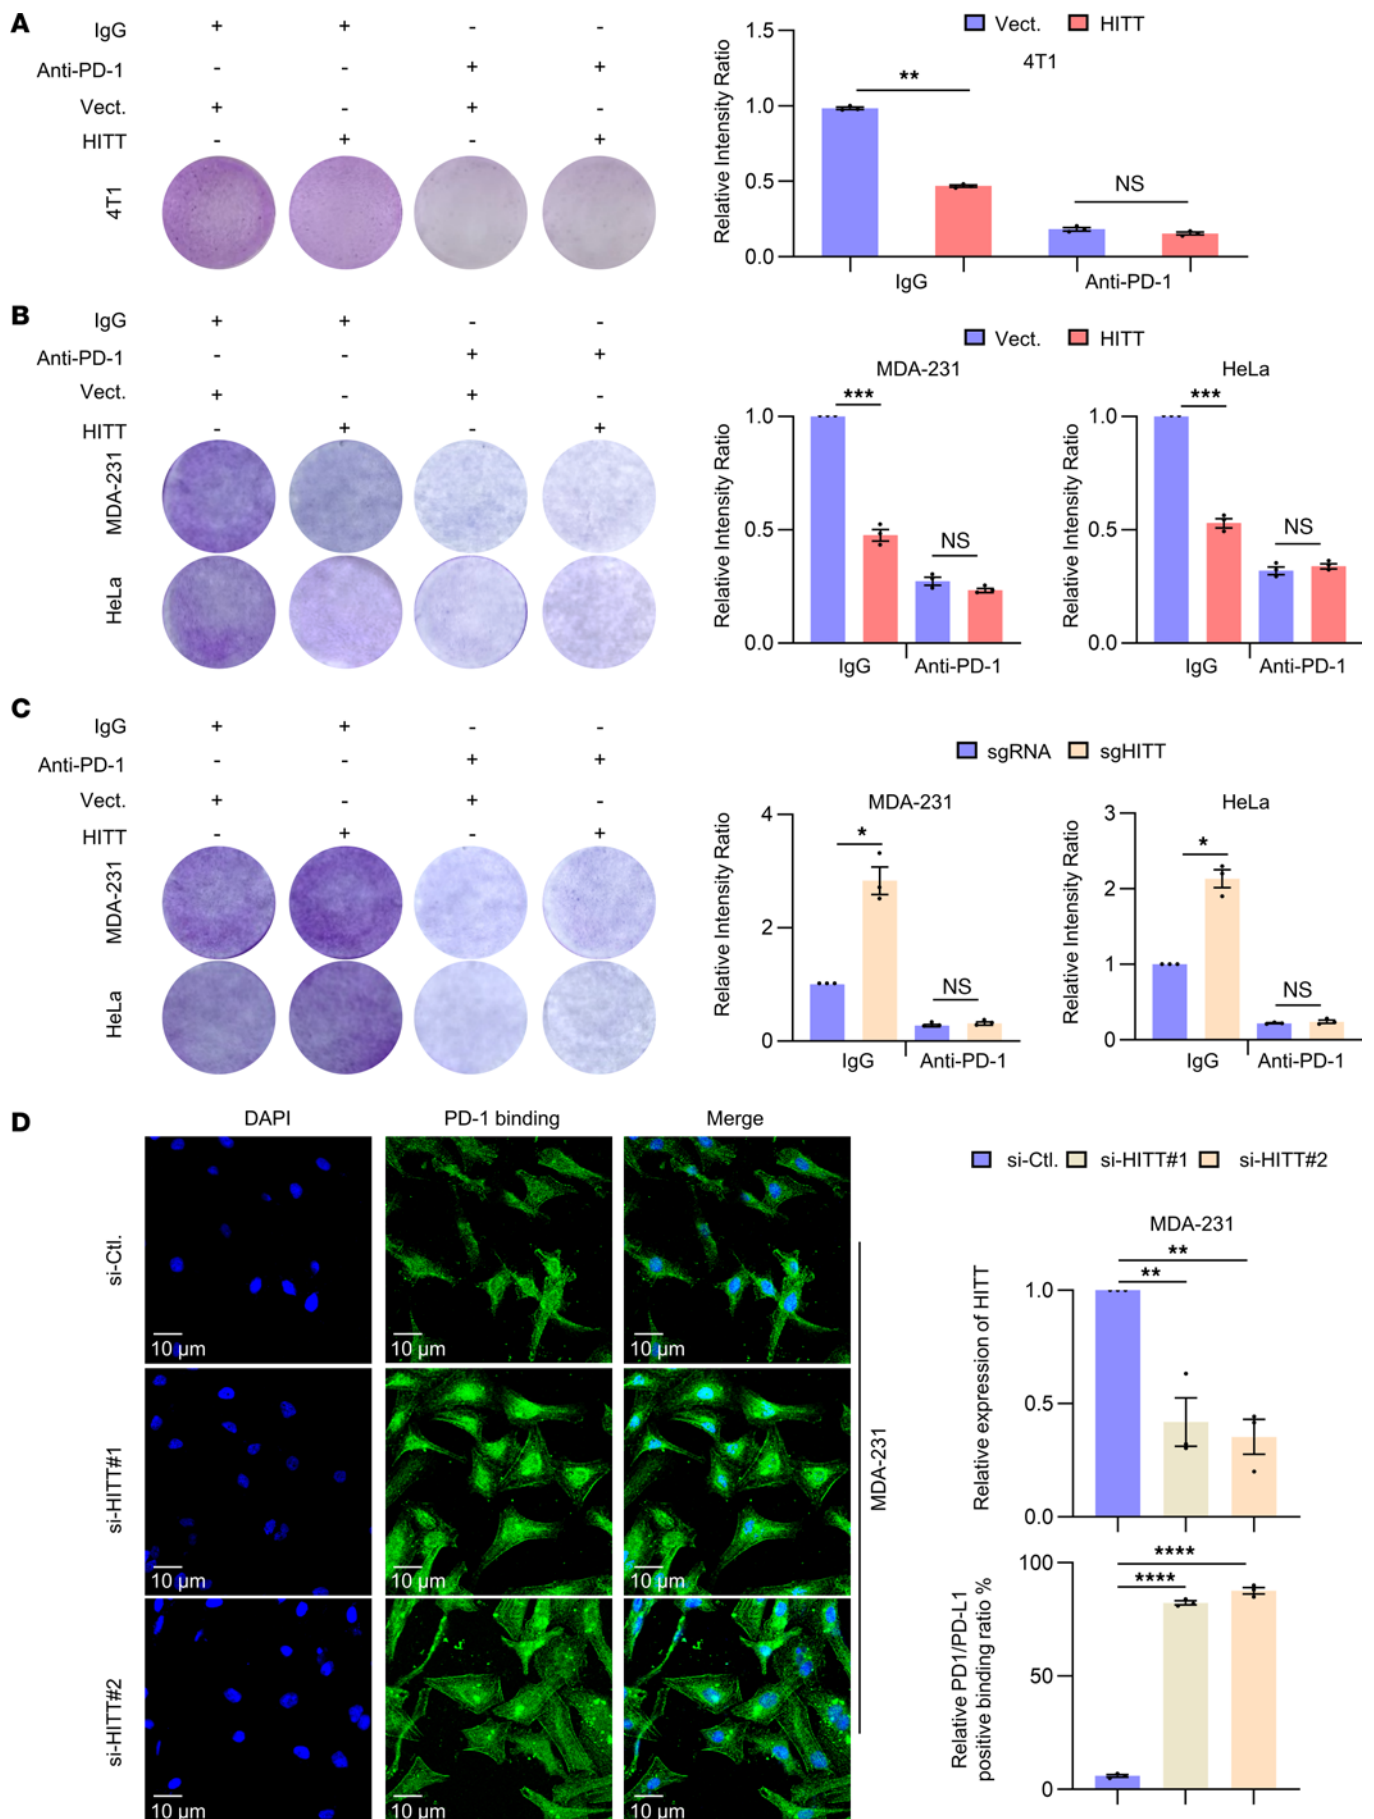 A
IgG + + - -
Anti-PD-1 - - + +
Vect. + - + -
HITT - + - +
4T1
Vect. HITT
4T1
Relative Intensity Ratio
1.5
1.0
0.5
0.0
**
NS
IgG Anti-PD-1
B
IgG + + - -
Anti-PD-1 - - + +
Vect. + - + -
HITT - + - +
MDA-231
HeLa
Vect. HITT
MDA-231
Relative Intensity Ratio
1.0
0.5
0.0
***
NS
IgG Anti-PD-1
HeLa
Relative Intensity Ratio
1.0
0.5
0.0
***
NS
IgG Anti-PD-1
C
IgG + + - -
Anti-PD-1 - - + +
Vect. + - + -
HITT - + - +
MDA-231
HeLa
sgRNA sgHITT
MDA-231
Relative Intensity Ratio
4
2
0
*
NS
IgG Anti-PD-1
HeLa
Relative Intensity Ratio
3
2
1
0
*
NS
IgG Anti-PD-1
D
DAPI PD-1 binding Merge
si-Ctl.
10 µm 10 µm 10 µm
si-HITT#1
10 µm 10 µm 10 µm
si-HITT#2
10 µm 10 µm 10 µm
MDA-231
si-Ctl. si-HITT#1 si-HITT#2
MDA-231
Relative expression of HITT
1.0
0.5
0.0
**
**
Relative PD1/PD-L1
positive binding ratio %
100
50
0
****
****